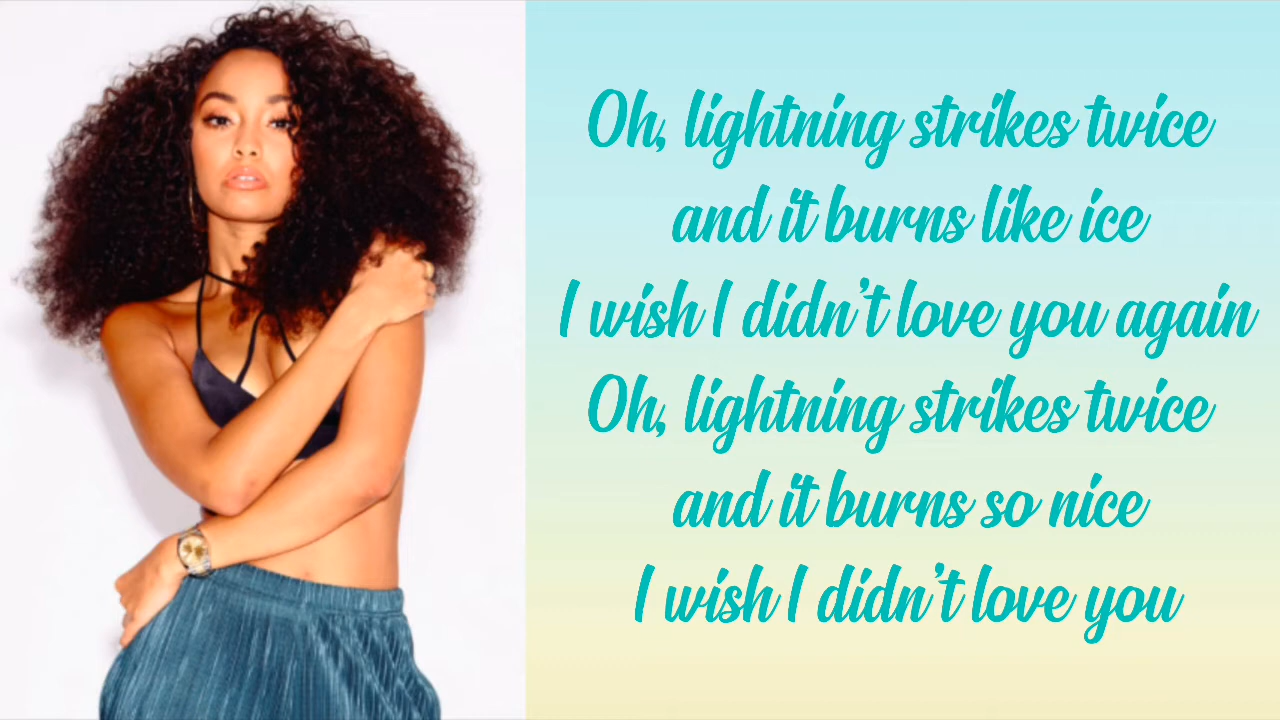 Oh, lightning strikes twice
and it burns like ice
I wish I didn't love you again
Oh, lightning strikes twice
and it burns so nice
I wish I didn't love you